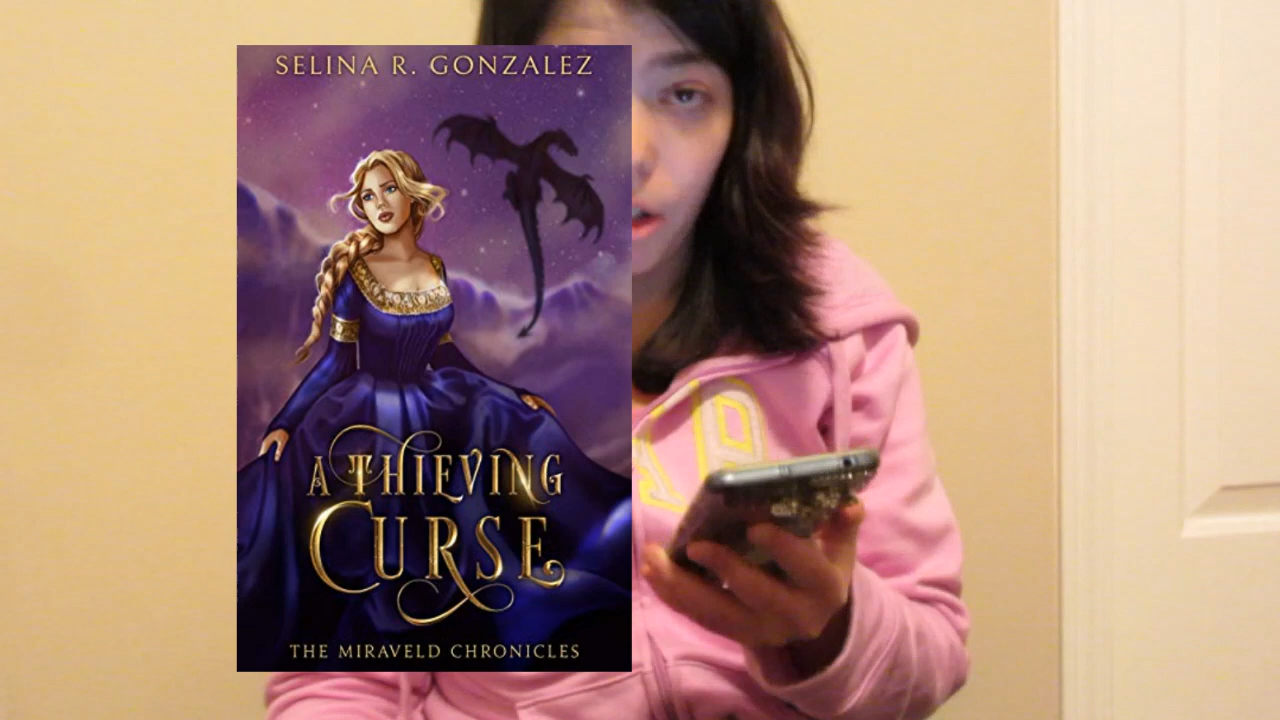 SELINA R. GONZALEZ
A THIEVING
CURSE
THE MIRAVELD CHRONICLES